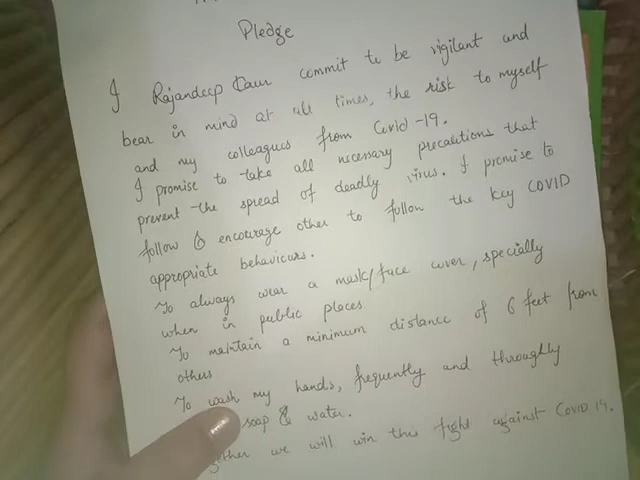 Pledge
I Rajandeep Kaur commit to be vigilant and
bear in mind at all times, the risk to myself
and my colleagues from Covid-19.
I promise to take all necessary precautions that
prevent the spread of deadly virus. I promise to
follow & encourage other to follow the key COVID
appropriate behaviours.
To always wear a mask/face cover, specially
when in public places
To maintain a minimum distance of 6 feet from
others
To wash my hands, frequently and throughly
soap & water.
gether we will win this fight against Covid 19.